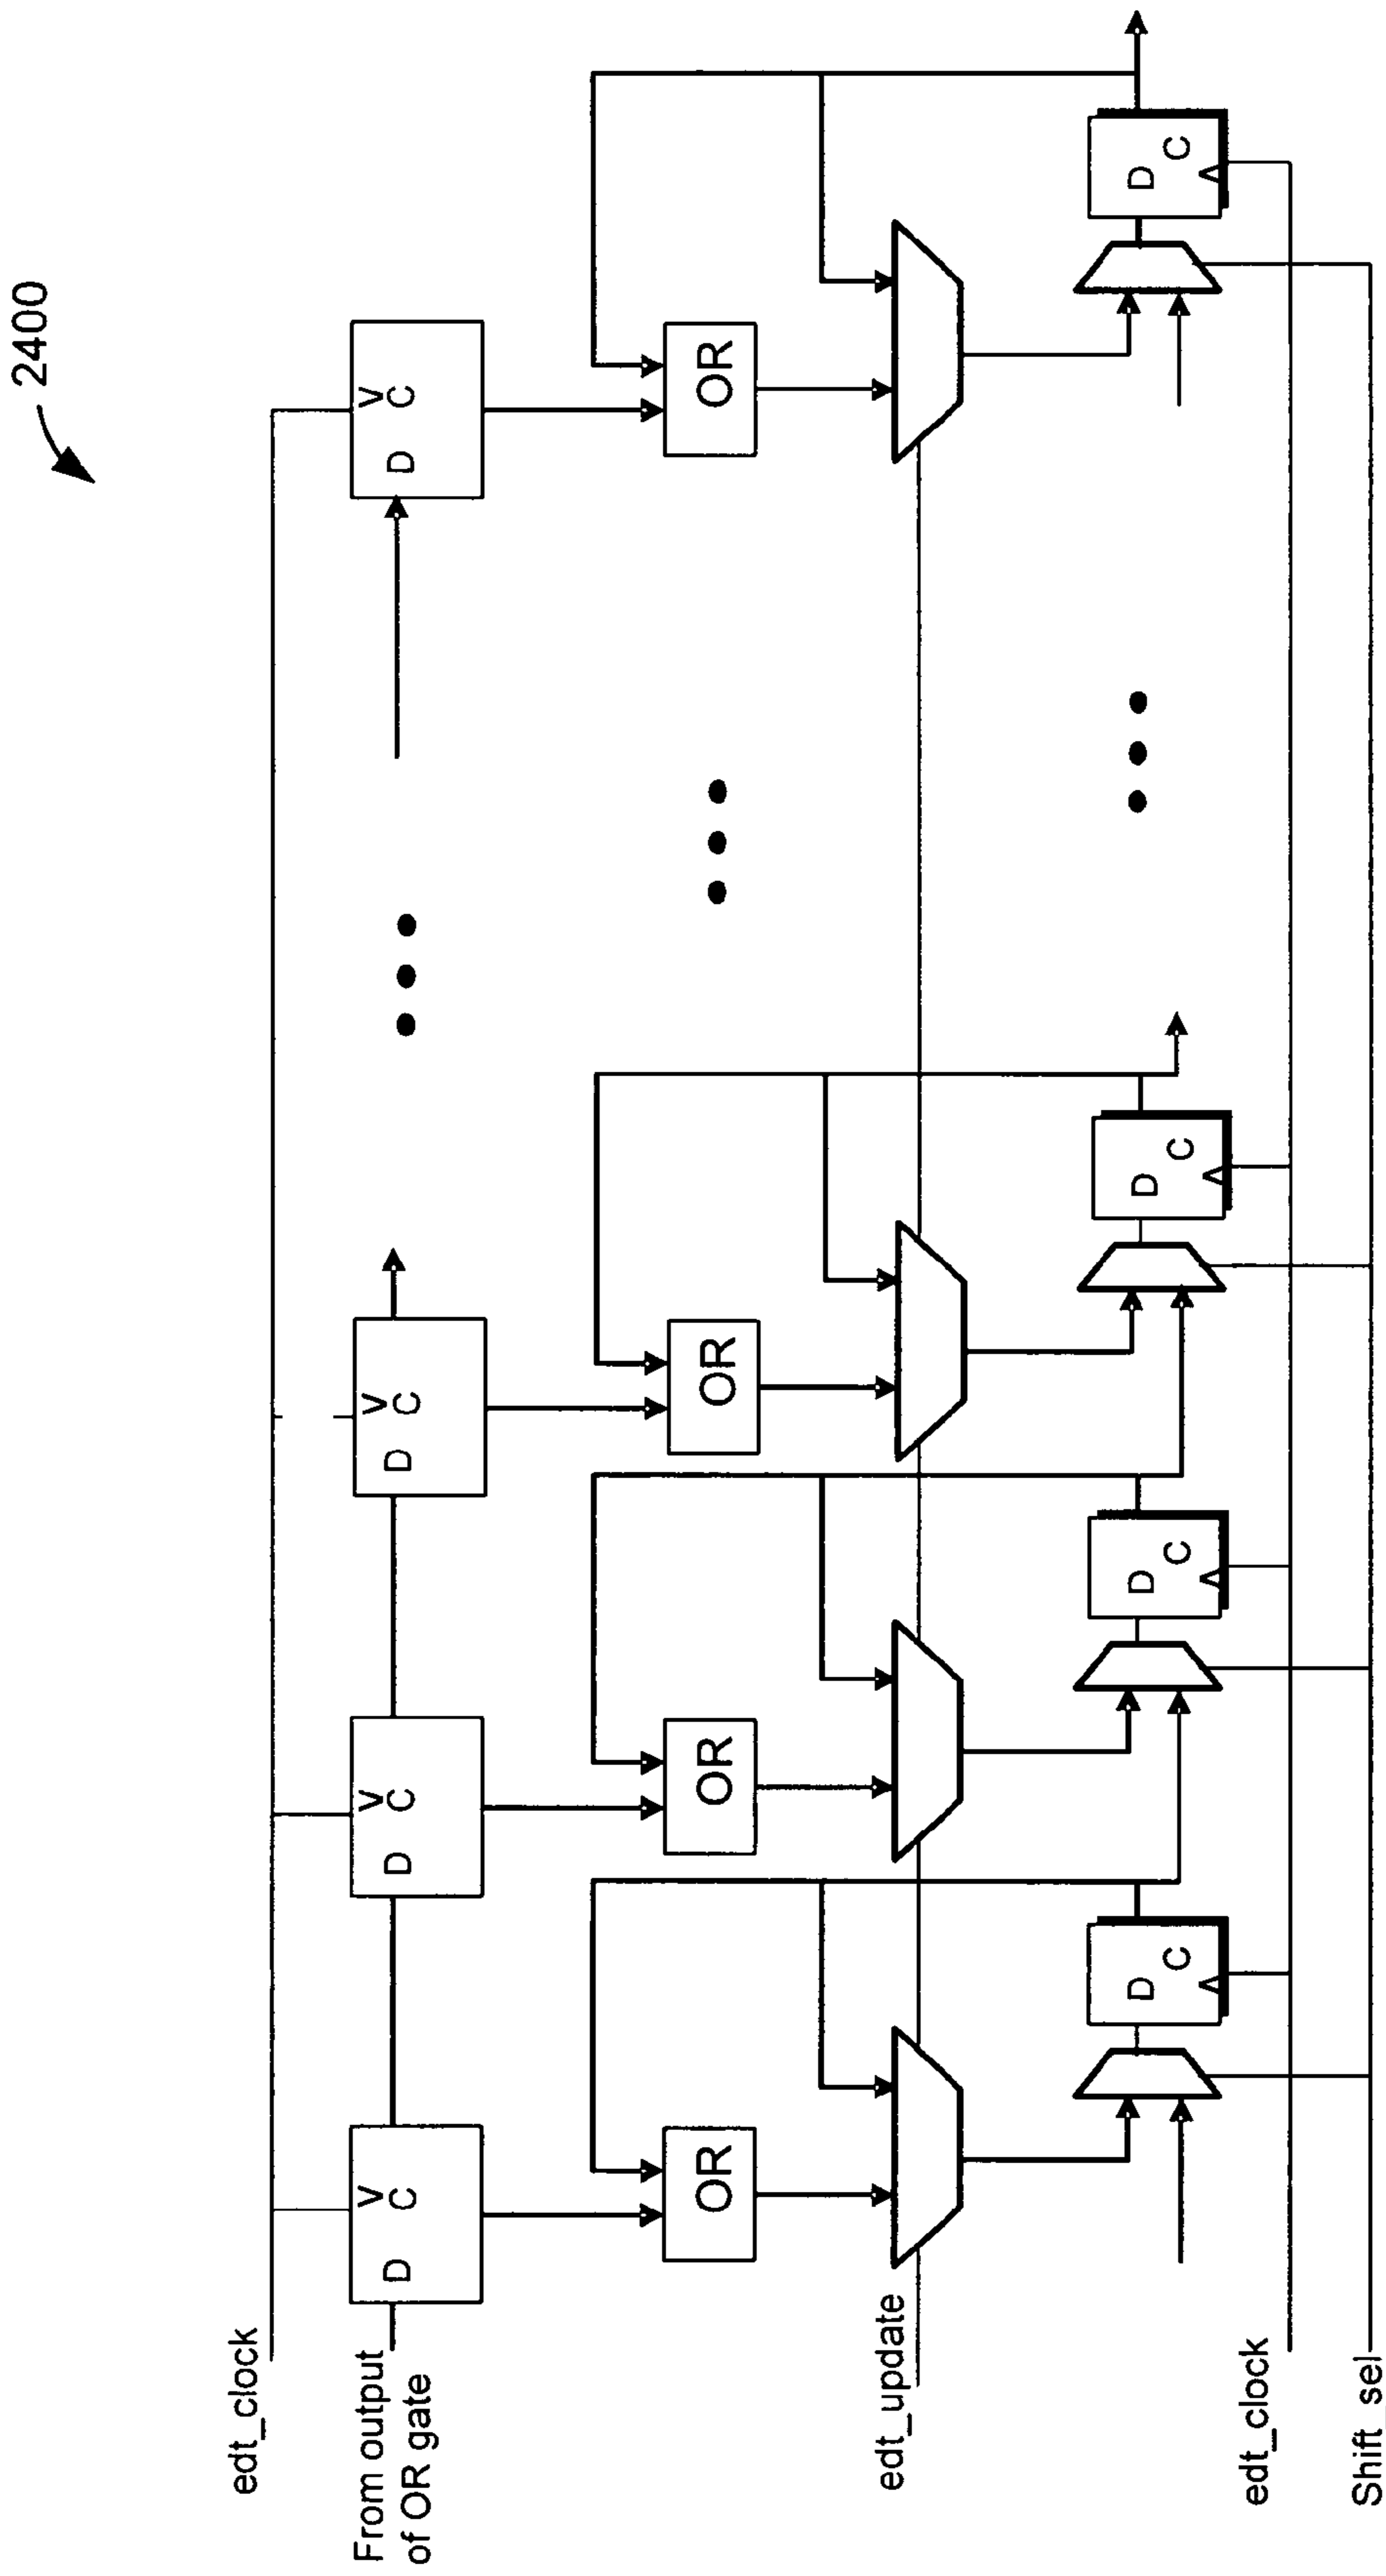 2400
edt_clock
From output
of OR gate
D C
D C
D C
D C
OR
OR
OR
OR
edt_update
D C
D C
D C
D C
edt_clock
Shift_sel